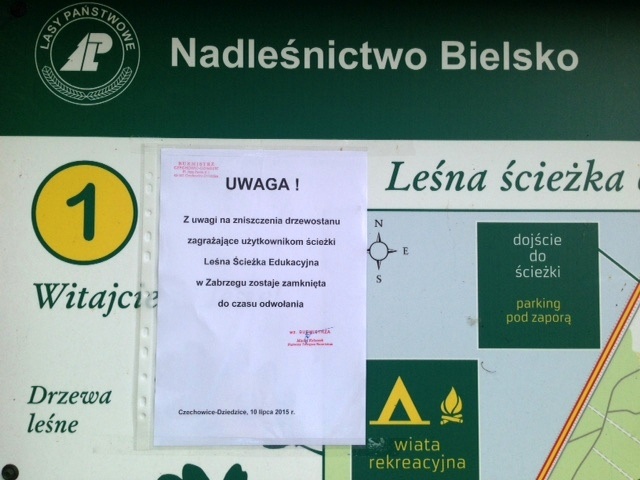 LASY PAŃSTWOWE
Nadleśnictwo Bielsko
1
Witajcie
Drzewa
leśne
BURMISTRZ
UWAGA !
Z uwagi na zniszczenia drzewostanu
zagrażające użytkownikom ścieżki
Leśna Ścieżka Edukacyjna
w Zabrzegu zostaje zamknięta
do czasu odwołania
BURMISTRZA
Czechowice-Dziedzice, 10 lipca 2015 r.
Leśna ścieżka
N
E
S
dojście
do
ścieżki
parking
pod zaporą
wiata
rekreacyjna